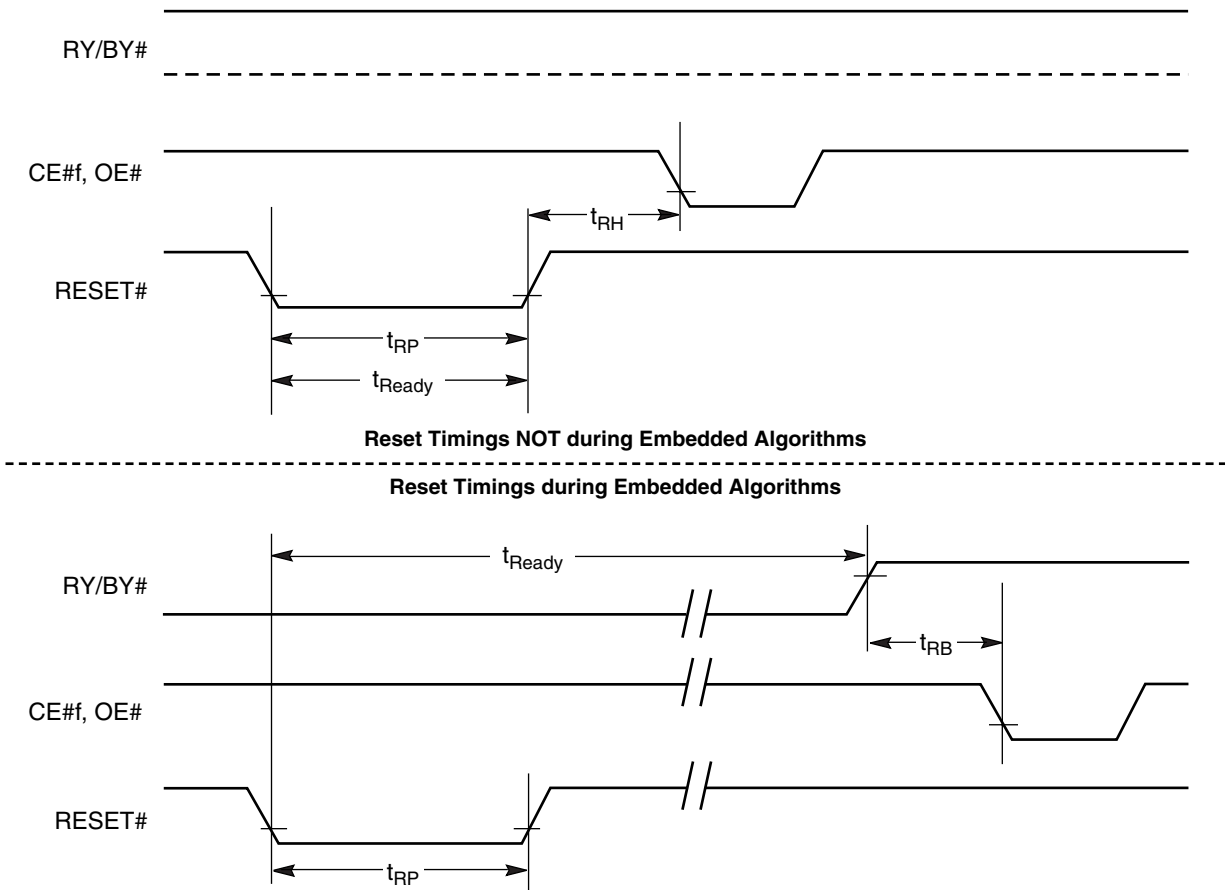 RY/BY#
CE#f, OE#
tRH
RESET#
tRP
tReady
Reset Timings NOT during Embedded Algorithms
Reset Timings during Embedded Algorithms
tReady
RY/BY#
tRB
CE#f, OE#
RESET#
tRP